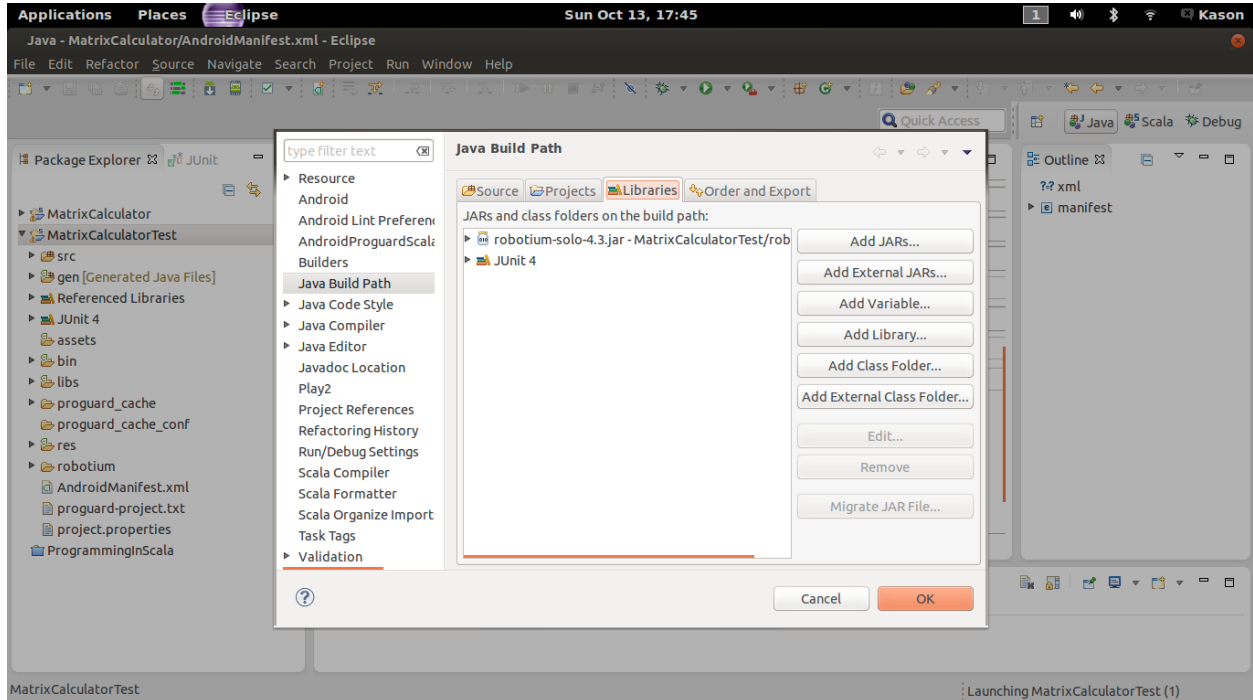 Applications Places Eclipse Sun Oct 13, 17:45 1 Kason
Java - MatrixCalculator/AndroidManifest.xml - Eclipse
File Edit Refactor Source Navigate Search Project Run Window Help
Quick Access Java Scala Debug
Package Explorer JUnit
MatrixCalculator
MatrixCalculatorTest
src
gen [Generated Java Files]
Referenced Libraries
JUnit 4
assets
bin
libs
proguard_cache
proguard_cache_conf
res
robotium
AndroidManifest.xml
proguard-project.txt
project.properties
ProgrammingInScala
type filter text
Resource
Android
Android Lint Preferen
AndroidProguardScala
Builders
Java Build Path
Java Code Style
Java Compiler
Java Editor
Javadoc Location
Play2
Project References
Refactoring History
Run/Debug Settings
Scala Compiler
Scala Formatter
Scala Organize Import
Task Tags
Validation
Java Build Path
Source Projects Libraries Order and Export
JARs and class folders on the build path:
robotium-solo-4.3.jar - MatrixCalculatorTest/rob
JUnit 4
Add JARs...
Add External JARs...
Add Variable...
Add Library...
Add Class Folder...
Add External Class Folder...
Edit...
Remove
Migrate JAR File...
Cancel OK
Outline
xml
manifest
MatrixCalculatorTest Launching MatrixCalculatorTest (1)